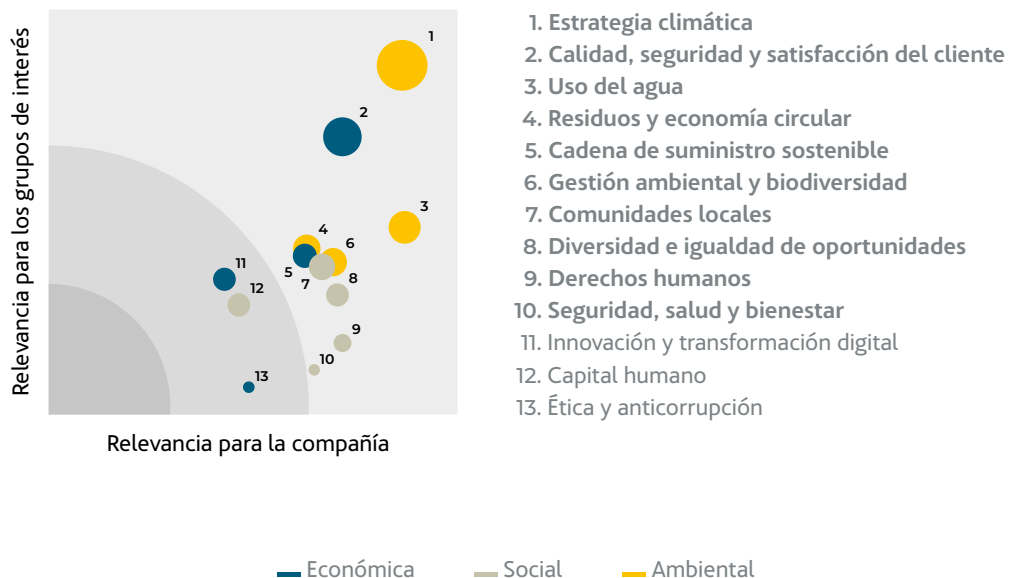 Relevancia para los grupos de interés
1
2
3
4
6
5
7
8
11
12
9
10
13
Relevancia para la compañía
1. Estrategia climática
2. Calidad, seguridad y satisfacción del cliente
3. Uso del agua
4. Residuos y economía circular
5. Cadena de suministro sostenible
6. Gestión ambiental y biodiversidad
7. Comunidades locales
8. Diversidad e igualdad de oportunidades
9. Derechos humanos
10. Seguridad, salud y bienestar
11. Innovación y transformación digital
12. Capital humano
13. Ética y anticorrupción
Económica
Social
Ambiental